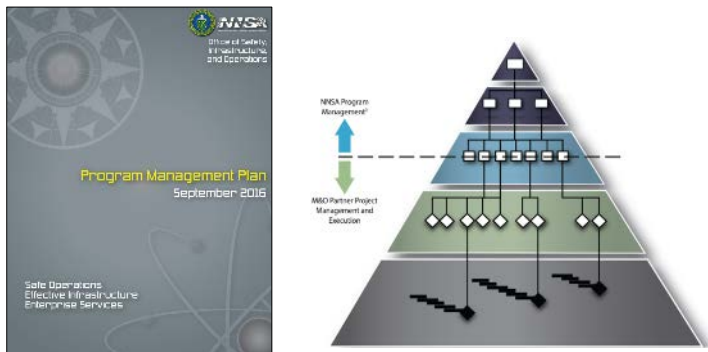 NNSA
Office of Safety,
Infrastructure,
and Operations
Program Management Plan
September 2016
Safe Operations
Effective Infrastructure
Enterprise Services
NNSA Program
Management¹
M&O Partner Project
Management and
Execution